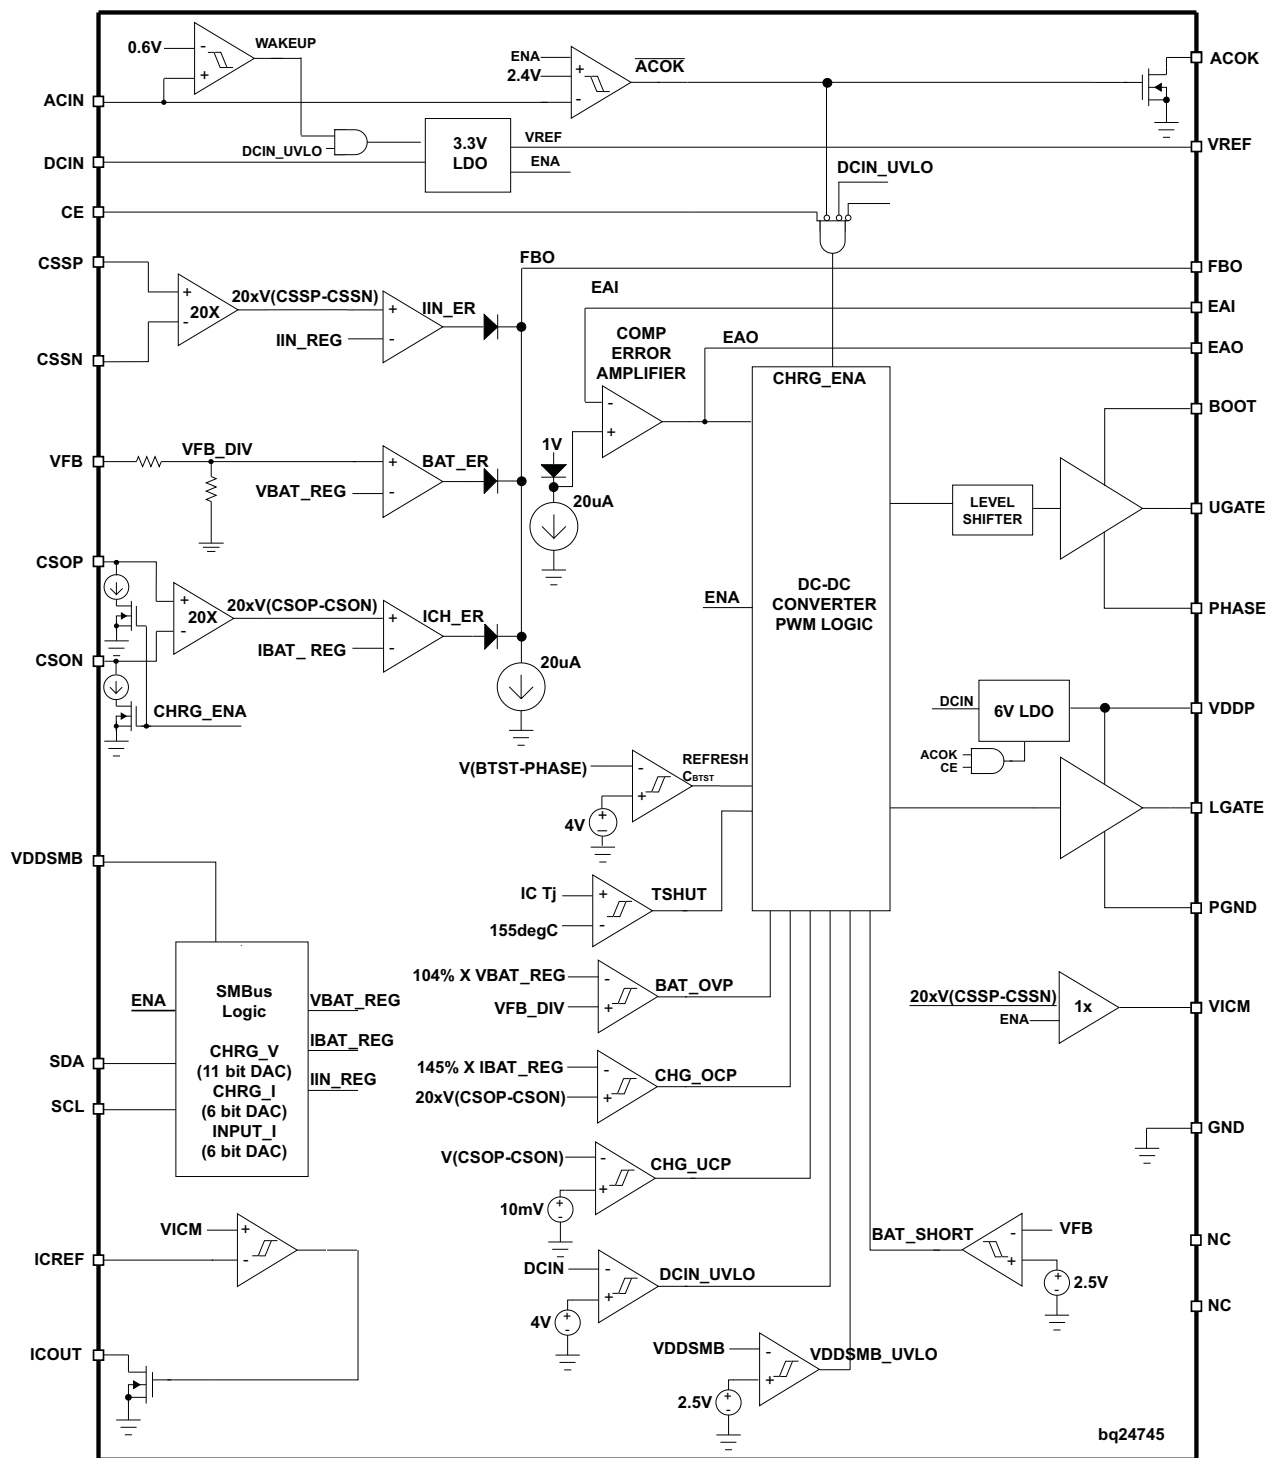 0.6V
-
+
WAKEUP
ENA
2.4V
+
-
ACOK
ACOK
ACIN
DCIN_UVLO
3.3V
LDO
VREF
ENA
VREF
DCIN
DCIN_UVLO
CE
CSSP
+
-
20X
20xV(CSSP-CSSN)
IIN_REG
+
-
IIN_ER
FBO
FBO
EAI
EAI
CSSN
COMP
ERROR
AMPLIFIER
EAO
EAO
CHRG_ENA
-
+
1V
20uA
BOOT
VFB
VFB_DIV
VBAT_REG
+
-
BAT_ER
LEVEL
SHIFTER
UGATE
CSOP
+
-
20X
20xV(CSOP-CSON)
IBAT_ REG
+
-
ICH_ER
20uA
ENA
DC-DC
CONVERTER
PWM LOGIC
PHASE
CSON
CHRG_ENA
DCIN
6V LDO
VDDP
ACOK
CE
V(BTST-PHASE)
-
+
REFRESH
CBTST
4V
+
-
LGATE
VDDSMB
IC Tj
+
155degC
-
TSHUT
PGND
104% X VBAT_REG
-
VFB_DIV
+
BAT_OVP
ENA
SMBus
Logic
CHRG_V
(11 bit DAC)
CHRG_I
(6 bit DAC)
INPUT_I
(6 bit DAC)
VBAT_REG
IBAT_REG
IIN_REG
20xV(CSSP-CSSN)
ENA
1x
VICM
SDA
SCL
145% X IBAT_REG
-
20xV(CSOP-CSON)
+
CHG_OCP
GND
V(CSOP-CSON)
-
+
CHG_UCP
10mV
+
-
VICM
+
-
ICREF
BAT_SHORT
-
+
VFB
2.5V
+
-
NC
NC
DCIN
-
+
DCIN_UVLO
4V
+
-
ICOUT
VDDSMB
-
+
VDDSMB_UVLO
2.5V
+
-
bq24745